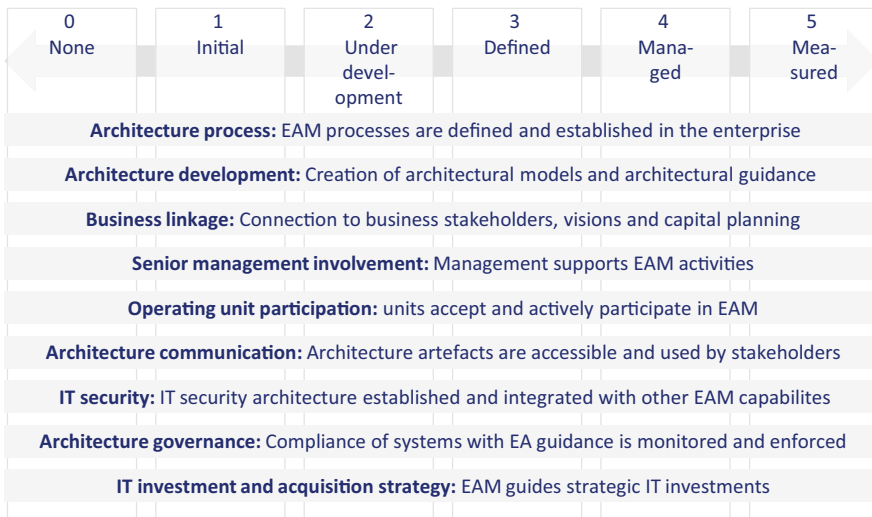 0 1 2 3 4 5
None Initial Under Defined Mana- Mea-
devel- ged sured
opment
Architecture process: EAM processes are defined and established in the enterprise
Architecture development: Creation of architectural models and architectural guidance
Business linkage: Connection to business stakeholders, visions and capital planning
Senior management involvement: Management supports EAM activities
Operating unit participation: units accept and actively participate in EAM
Architecture communication: Architecture artefacts are accessible and used by stakeholders
IT security: IT security architecture established and integrated with other EAM capabilites
Architecture governance: Compliance of systems with EA guidance is monitored and enforced
IT investment and acquisition strategy: EAM guides strategic IT investments